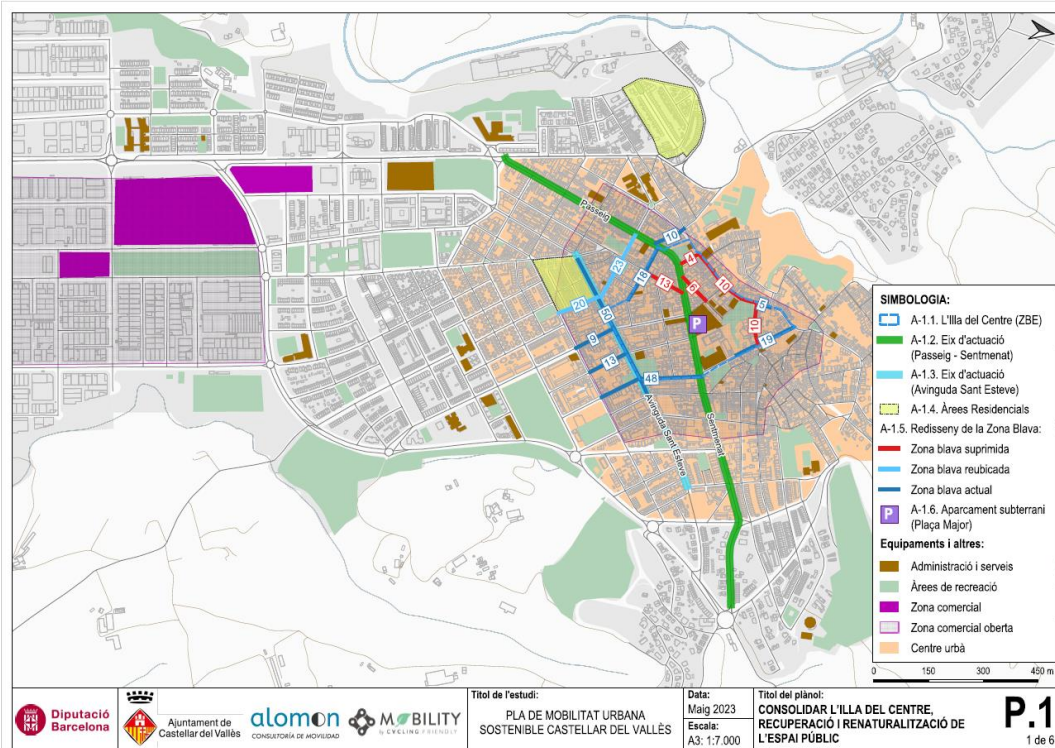 Passeig
10
23
18
4
13
6
10
5
10
19
20
50
9
13
48
P
Avinguda Sant Esteve
Sentmenat
SIMBOLOGIA:
A-1.1. L'Illa del Centre (ZBE)
A-1.2. Eix d'actuació
(Passeig - Sentmenat)
A-1.3. Eix d'actuació
(Avinguda Sant Esteve)
A-1.4. Àrees Residencials
A-1.5. Redisseny de la Zona Blava:
Zona blava suprimida
Zona blava reubicada
Zona blava actual
P
A-1.6. Aparcament subterrani
(Plaça Major)
Equipaments i altres:
Administració i serveis
Àrees de recreació
Zona comercial
Zona comercial oberta
Centre urbà
0 150 300 450 m
Diputació
Barcelona
Ajuntament de
Castellar del Vallès
alomon
CONSULTORÍA DE MOVILIDAD
MOBILITY
by CYCLING FRIENDLY
Títol de l'estudi:
PLA DE MOBILITAT URBANA
SOSTENIBLE CASTELLAR DEL VALLÈS
Data:
Maig 2023
Escala:
A3: 1:7.000
Títol del plànol:
CONSOLIDAR L'ILLA DEL CENTRE,
RECUPERACIÓ I RENATURALITZACIÓ DE
L'ESPAI PÚBLIC
P.1
1 de 6